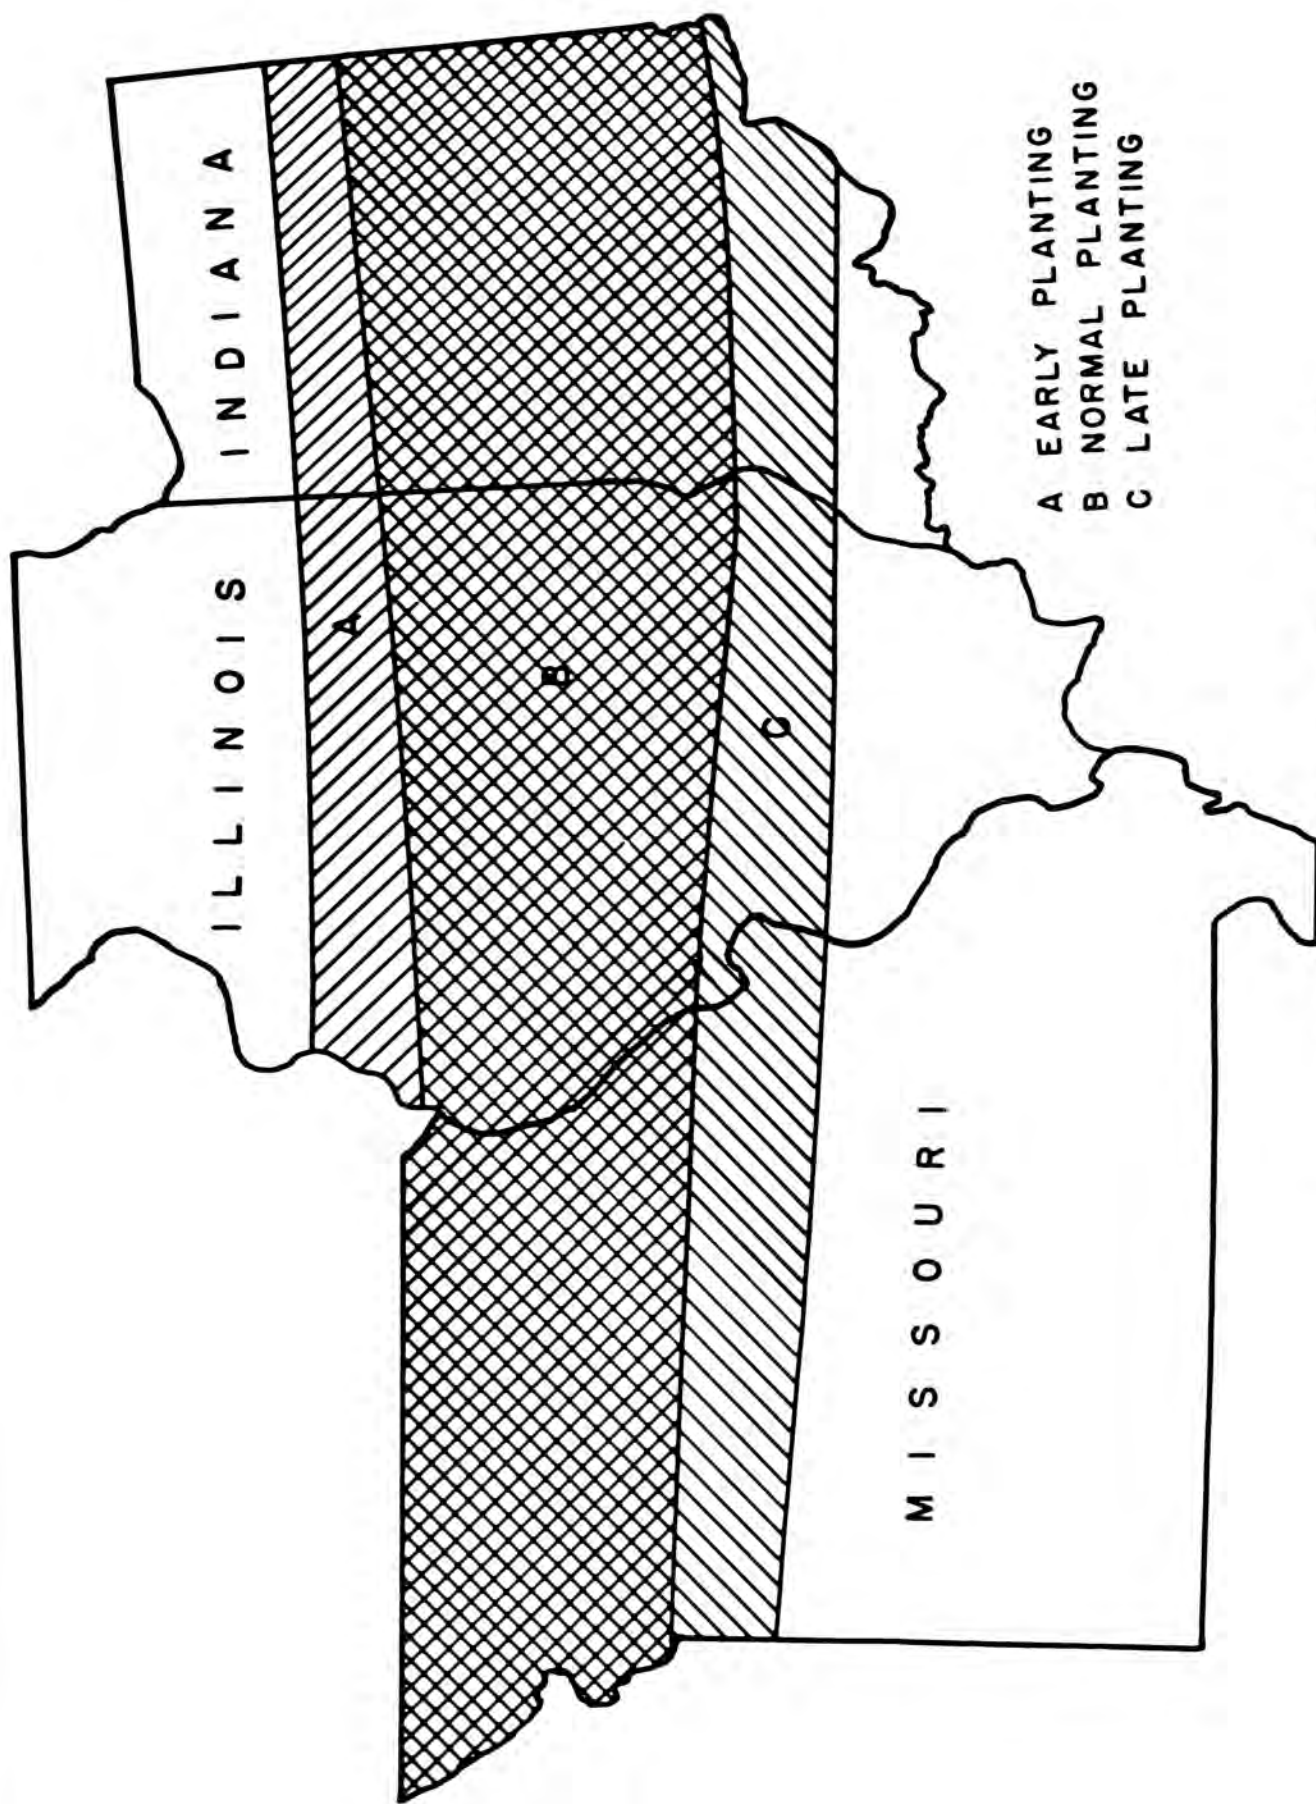 ILLINOIS
INDIANA
A
B
C
MISSOURI
A EARLY PLANTING
B NORMAL PLANTING
C LATE PLANTING